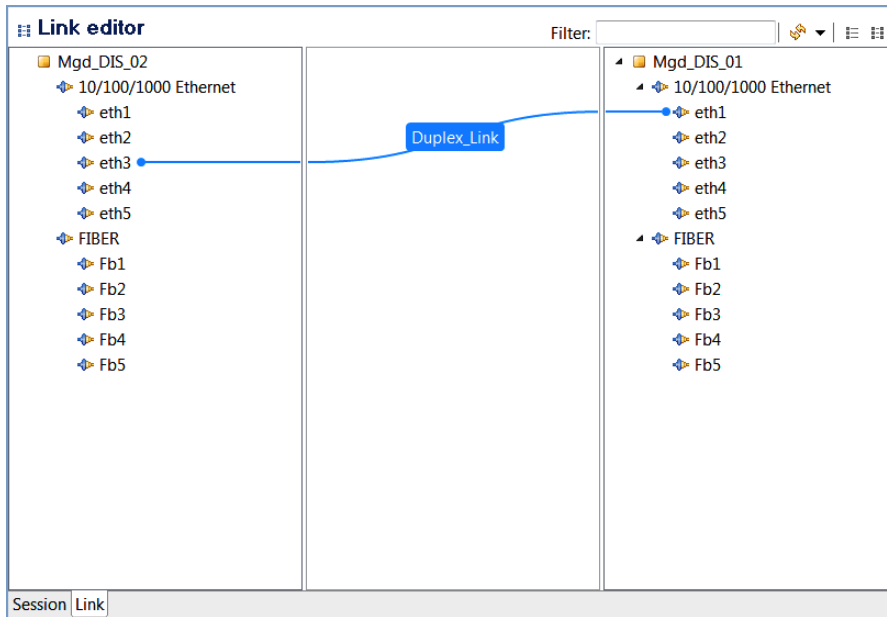 Link editor
Filter:
Mgd_DIS_02
10/100/1000 Ethernet
eth1
eth2
eth3
eth4
eth5
FIBER
Fb1
Fb2
Fb3
Fb4
Fb5
Duplex_Link
Mgd_DIS_01
10/100/1000 Ethernet
eth1
eth2
eth3
eth4
eth5
FIBER
Fb1
Fb2
Fb3
Fb4
Fb5
Session Link